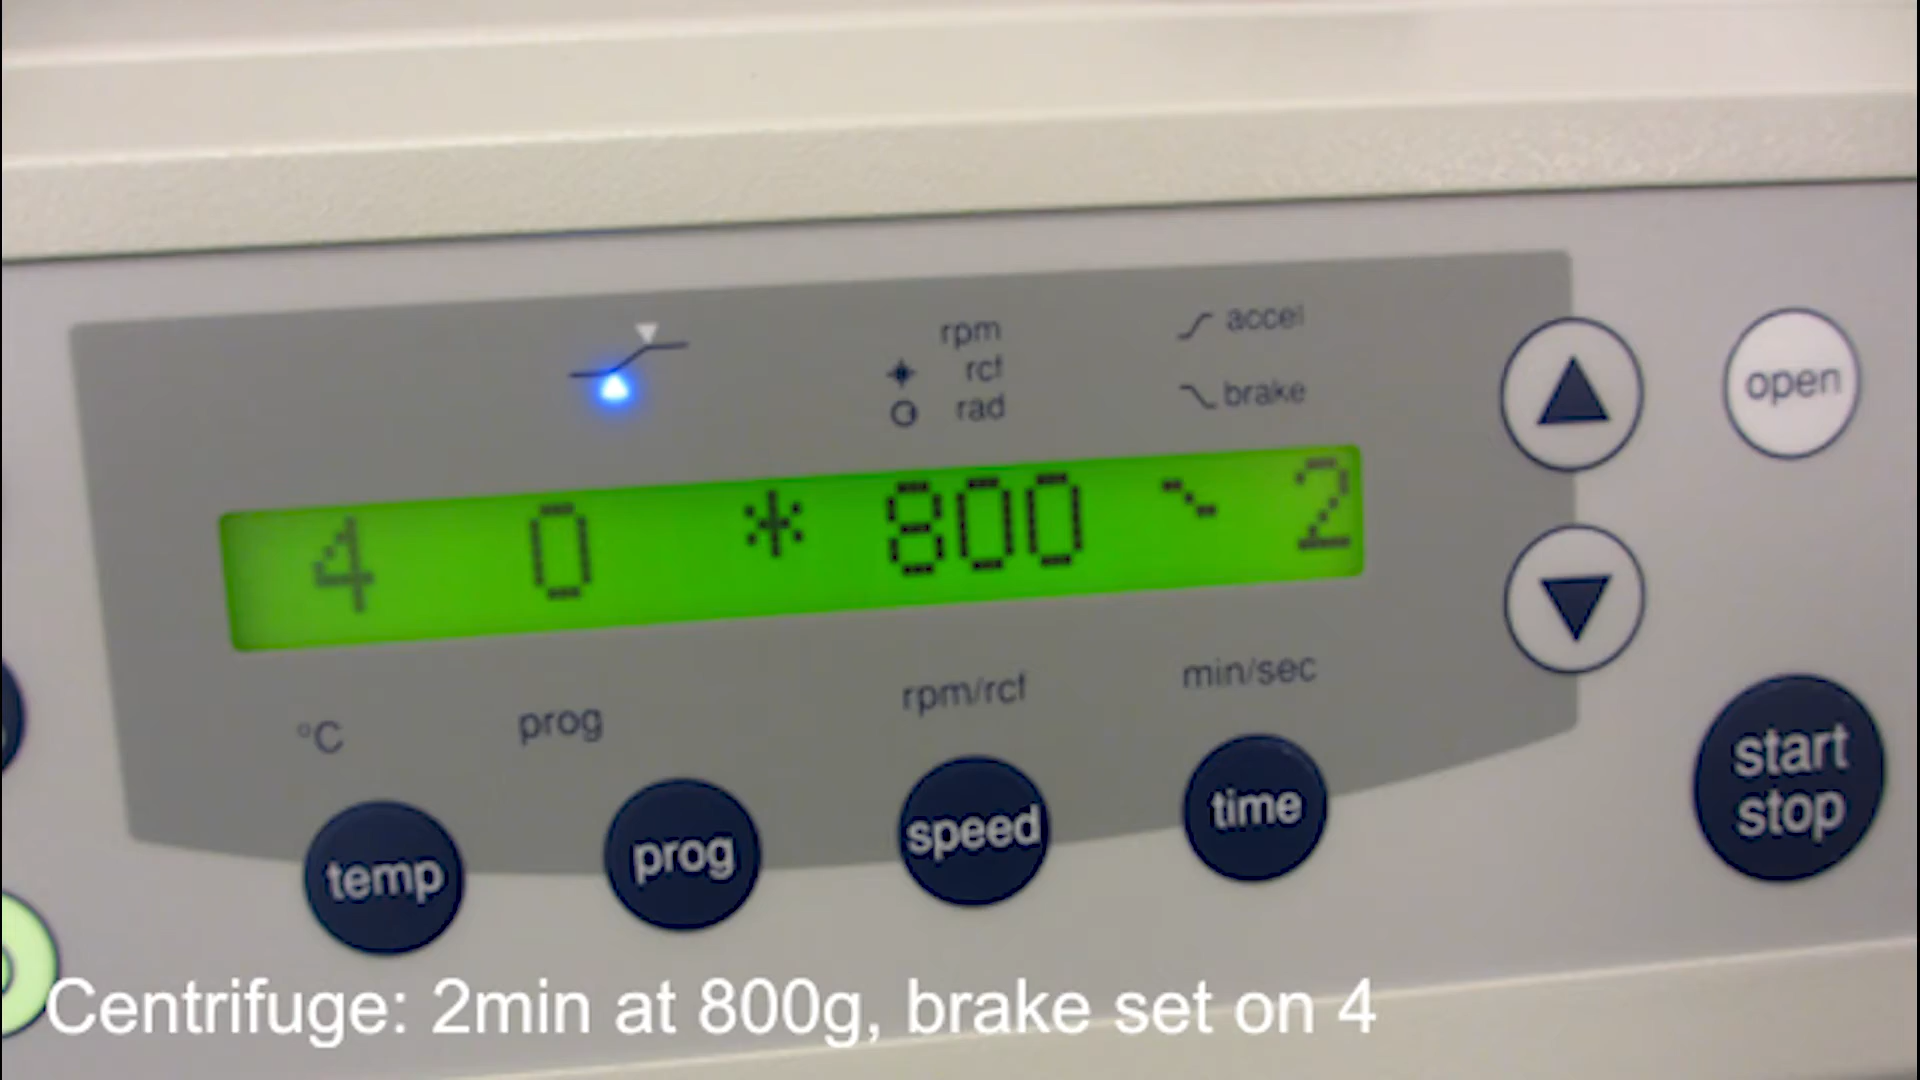 rpm
rcf
rad
accel
brake
open
4 0 * 800 2
°C prog rpm/rcf min/sec
temp prog speed time
start
stop
Centrifuge: 2min at 800g, brake set on 4